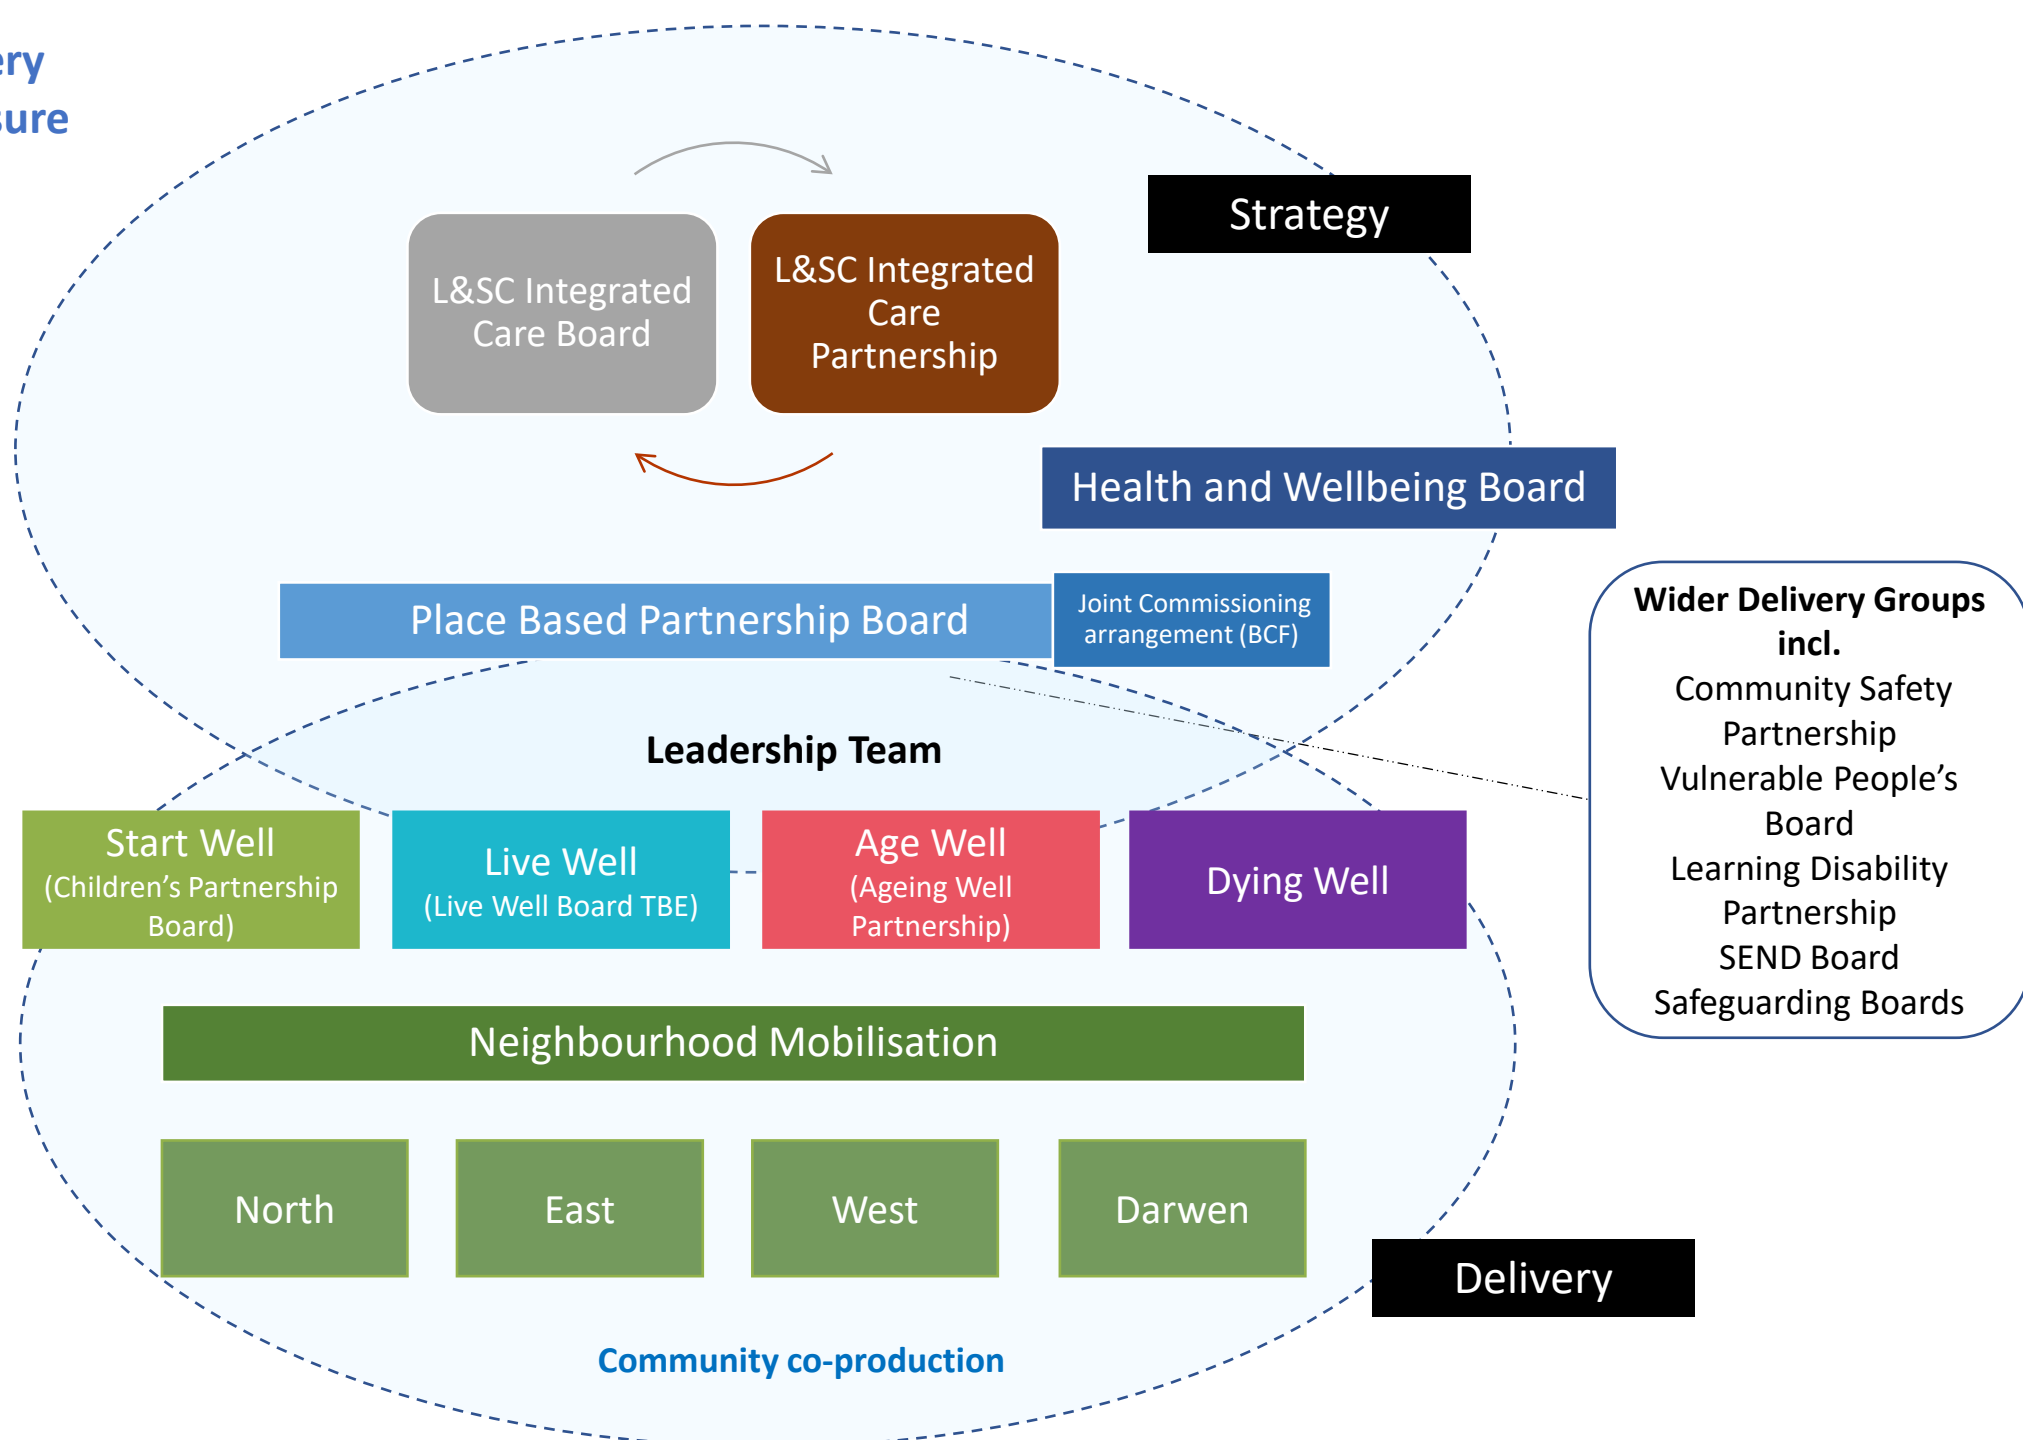 Strategy
L&SC Integrated
Care Board
L&SC Integrated
Care
Partnership
Health and Wellbeing Board
Place Based Partnership Board
Joint Commissioning
arrangement (BCF)
Wider Delivery Groups
incl.
Community Safety
Partnership
Vulnerable People’s
Board
Learning Disability
Partnership
SEND Board
Safeguarding Boards
Leadership Team
Start Well
(Children’s Partnership
Board)
Live Well
(Live Well Board TBE)
Age Well
(Ageing Well
Partnership)
Dying Well
Neighbourhood Mobilisation
North
East
West
Darwen
Delivery
Community co-production